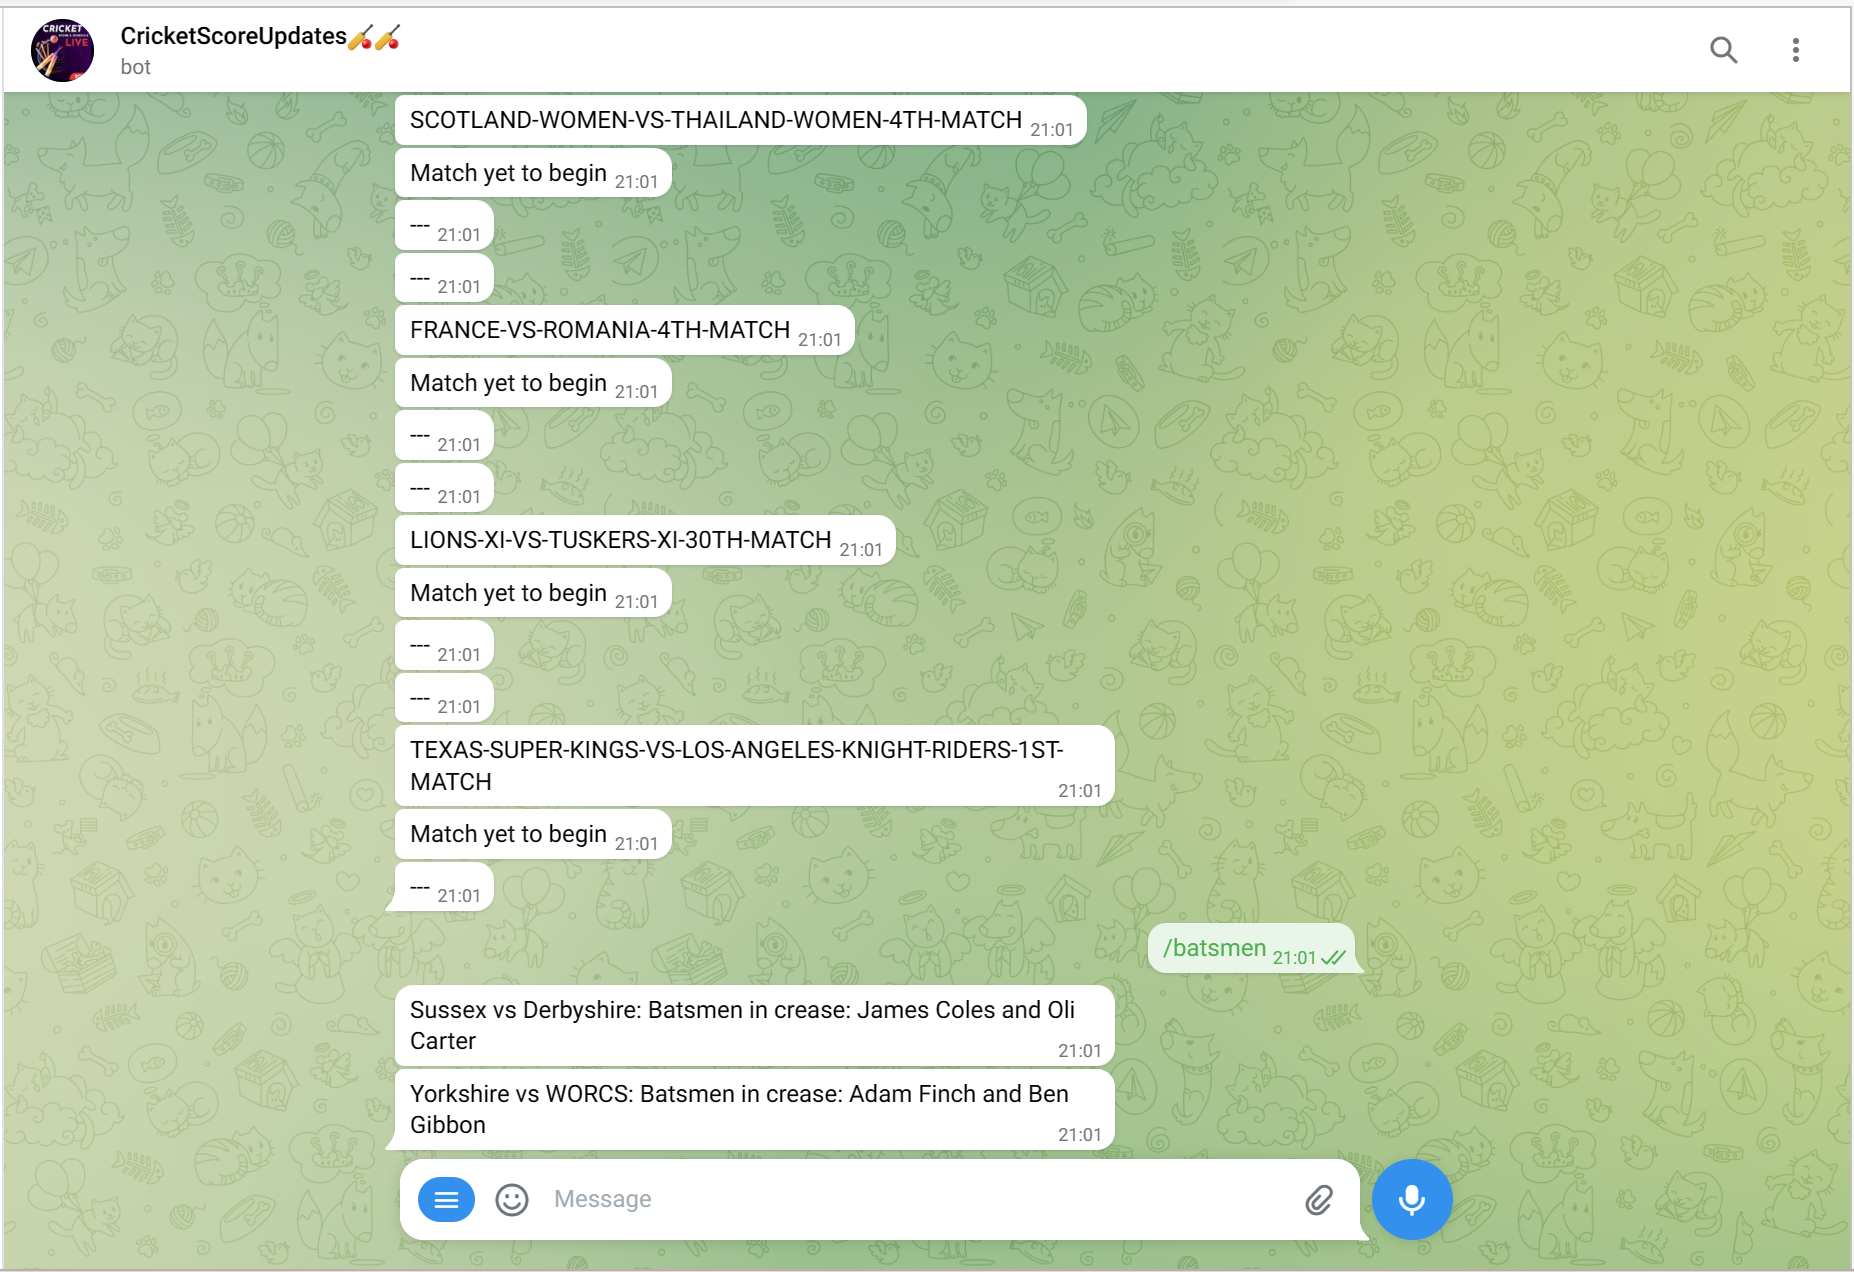 CRICKET
LIVE
CricketScoreUpdates🏏🏏
bot
SCOTLAND-WOMEN-VS-THAILAND-WOMEN-4TH-MATCH 21:01
Match yet to begin 21:01
--- 21:01
--- 21:01
FRANCE-VS-ROMANIA-4TH-MATCH 21:01
Match yet to begin 21:01
--- 21:01
--- 21:01
LIONS-XI-VS-TUSKERS-XI-30TH-MATCH 21:01
Match yet to begin 21:01
--- 21:01
--- 21:01
TEXAS-SUPER-KINGS-VS-LOS-ANGELES-KNIGHT-RIDERS-1ST-
MATCH 21:01
Match yet to begin 21:01
--- 21:01
/batsmen 21:01
Sussex vs Derbyshire: Batsmen in crease: James Coles and Oli
Carter 21:01
Yorkshire vs WORCS: Batsmen in crease: Adam Finch and Ben
Gibbon 21:01
Message